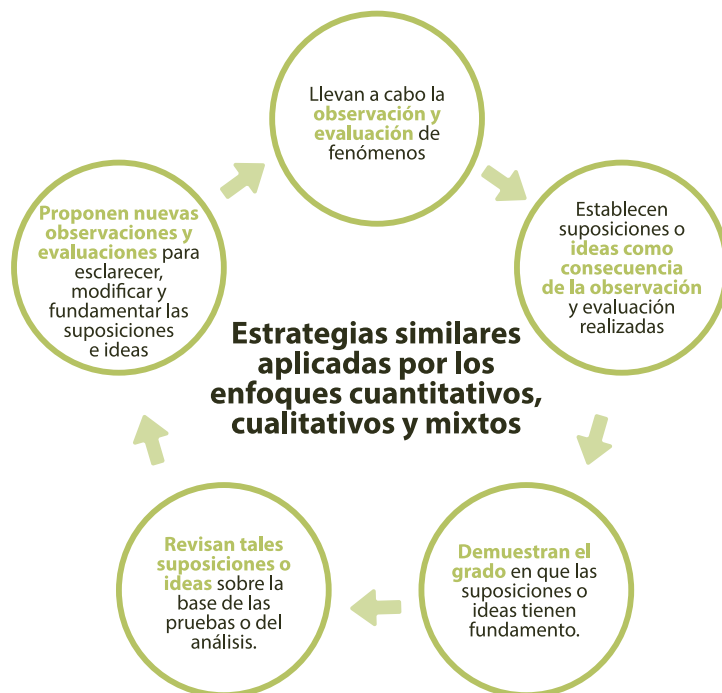 Llevan a cabo la
observación y
evaluación de
fenómenos
Establecen
suposiciones o
ideas como
consecuencia
de la observación
y evaluación
realizadas
Demuestran el
grado en que las
suposiciones o
ideas tienen
fundamento.
Revisan tales
suposiciones o
ideas sobre la
base de las
pruebas o del
análisis.
Proponen nuevas
observaciones y
evaluaciones para
esclarecer,
modificar y
fundamentar las
suposiciones
e ideas
Estrategias similares
aplicadas por los
enfoques cuantitativos,
cualitativos y mixtos